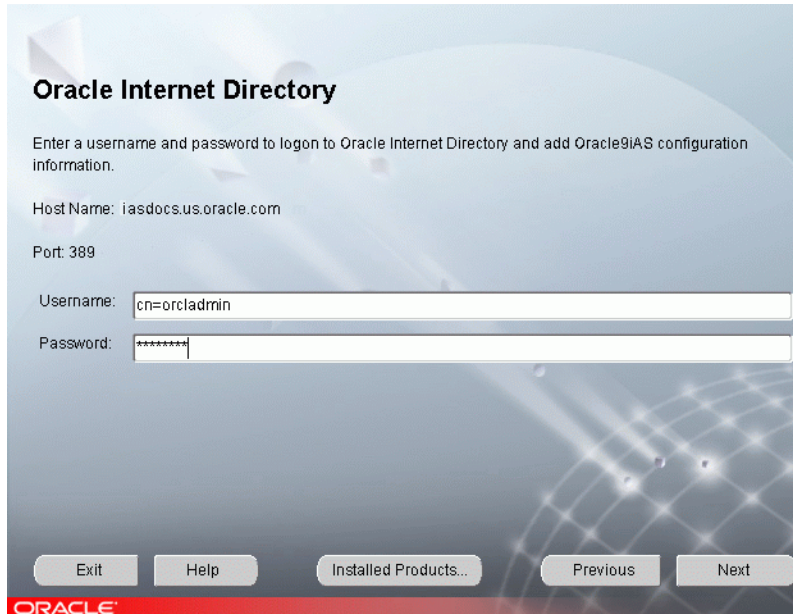 Oracle Internet Directory
Enter a username and password to logon to Oracle Internet Directory and add Oracle9iAS configuration
information.
Host Name: iasdocs.us.oracle.com
Port: 389
Username: cn=orcladmin
Password: ********
Exit Help Installed Products... Previous Next
ORACLE